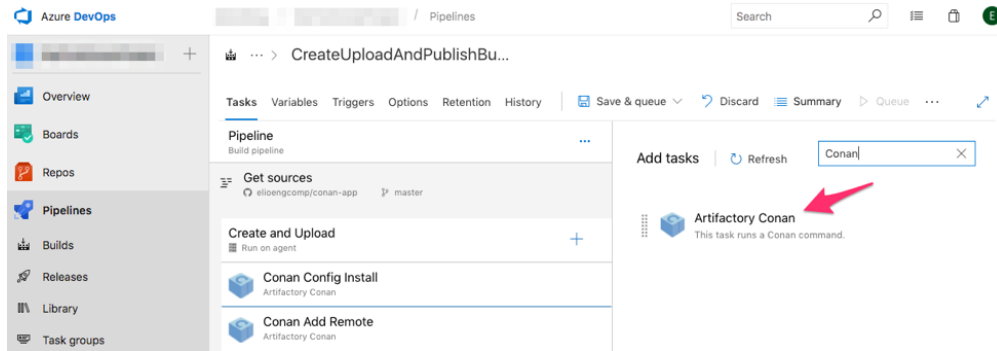 Azure DevOps
/ Pipelines
Search
E
Overview
Boards
Repos
Pipelines
Builds
Releases
Library
Task groups
... > CreateUploadAndPublishBu...
Tasks Variables Triggers Options Retention History Save & queue Discard Summary Queue ...
Pipeline
Build pipeline
...
Get sources
elioengcomp/conan-app master
Create and Upload
Run on agent
+
Conan Config Install
Artifactory Conan
Conan Add Remote
Artifactory Conan
Add tasks Refresh Conan
Artifactory Conan
This task runs a Conan command.